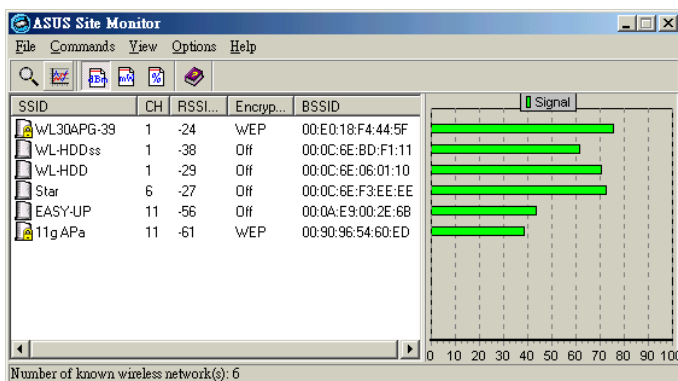 ASUS Site Monitor
File Commands View Options Help
dBm mW %
SSID CH RSSI... Encryp... BSSID
WL30APG-39 1 -24 WEP 00:E0:18:F4:44:5F
WL-HDDss 1 -38 Off 00:0C:6E:BD:F1:11
WL-HDD 1 -29 Off 00:0C:6E:06:01:10
Star 6 -27 Off 00:0C:6E:F3:EE:EE
EASY-UP 11 -56 Off 00:0A:E9:00:2E:6B
11g APa 11 -61 WEP 00:90:96:54:60:ED
Signal
0 10 20 30 40 50 60 70 80 90 100
Number of known wireless network(s): 6